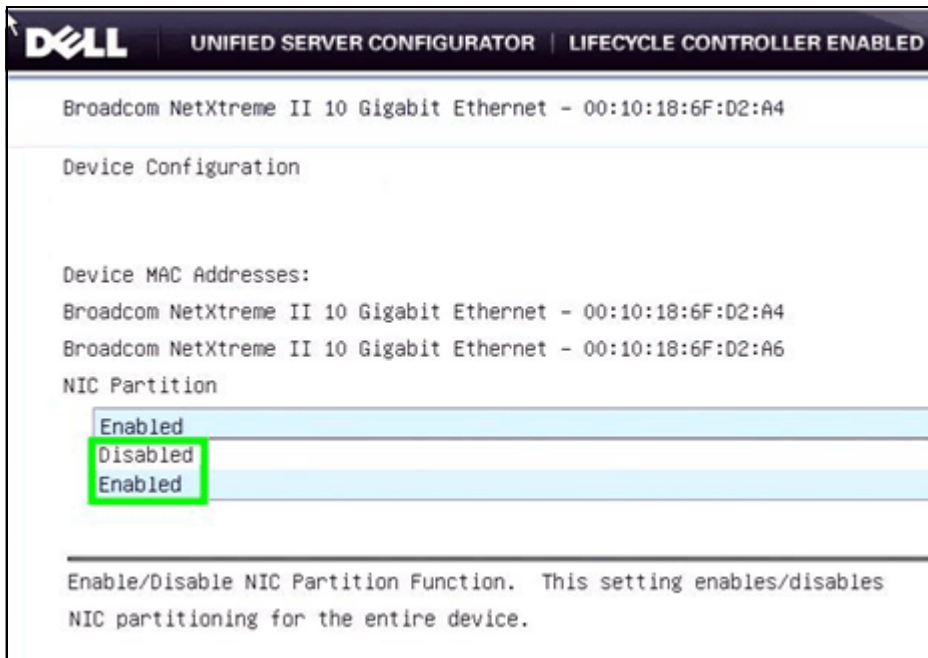 DELL UNIFIED SERVER CONFIGURATOR | LIFECYCLE CONTROLLER ENABLED
Broadcom NetXtreme II 10 Gigabit Ethernet – 00:10:18:6F:D2:A4
Device Configuration
Device MAC Addresses:
Broadcom NetXtreme II 10 Gigabit Ethernet – 00:10:18:6F:D2:A4
Broadcom NetXtreme II 10 Gigabit Ethernet – 00:10:18:6F:D2:A6
NIC Partition
Enabled
Disabled
Enabled
Enable/Disable NIC Partition Function. This setting enables/disables
NIC partitioning for the entire device.